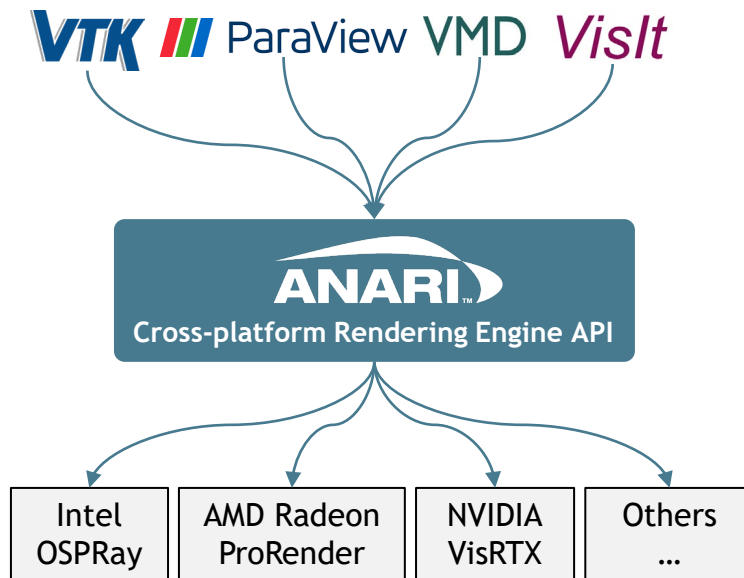 VTK ParaView VMD VisIt
ANARI™
Cross-platform Rendering Engine API
Intel AMD Radeon NVIDIA Others
OSPRay ProRender VisRTX …